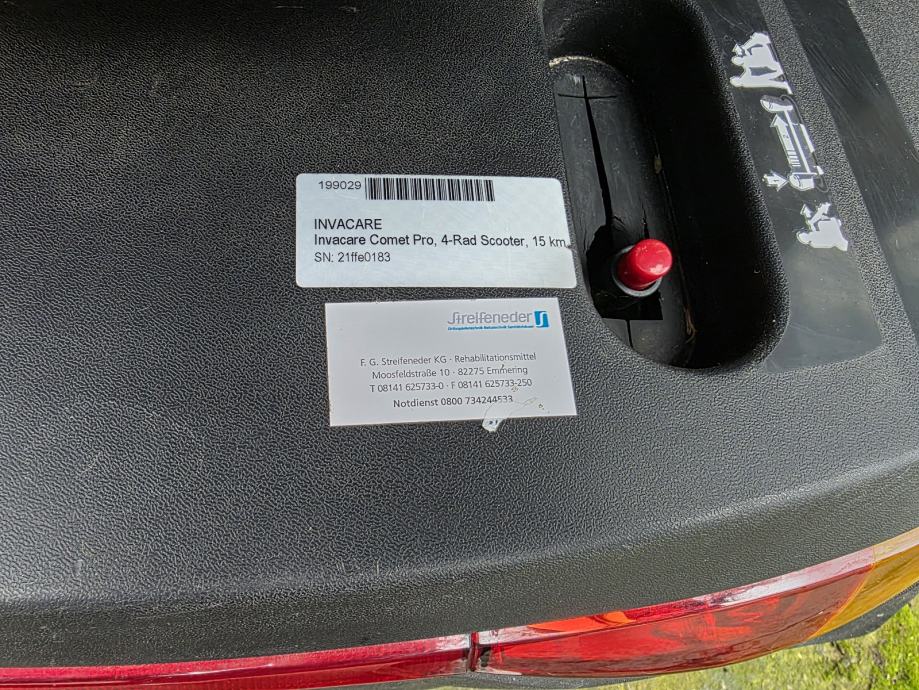 199029
INVACARE
Invacare Comet Pro, 4-Rad Scooter, 15 km
SN: 21ffe0183
Streifeneder
F. G. Streifeneder KG - Rehabilitationsmittel
Moosfeldstraße 10 · 82275 Emmering
T 08141 625733-0 · F 08141 625733-250
Notdienst 0800 734244533